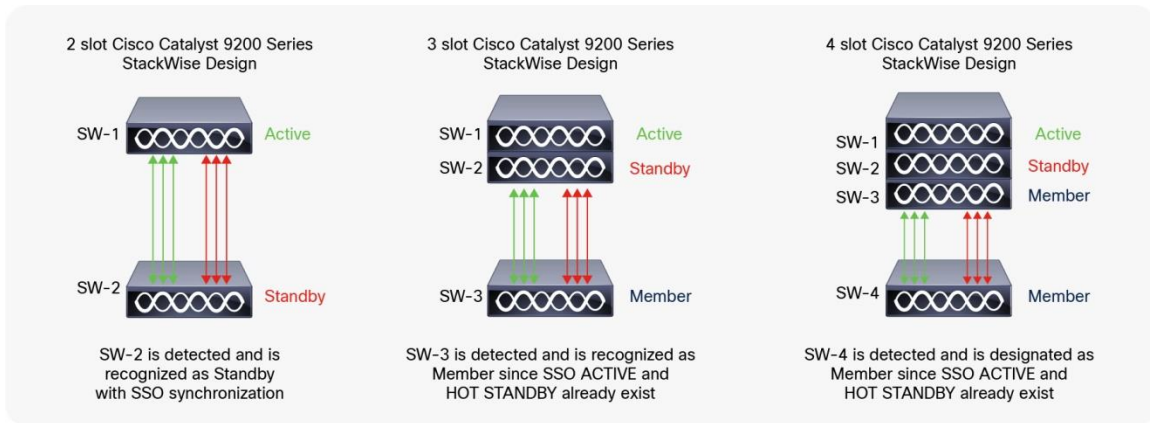 2 slot Cisco Catalyst 9200 Series
StackWise Design
SW-1
Active
SW-2
Standby
SW-2 is detected and is
recognized as Standby
with SSO synchronization
3 slot Cisco Catalyst 9200 Series
StackWise Design
SW-1
Active
SW-2
Standby
SW-3
Member
SW-3 is detected and is recognized as
Member since SSO ACTIVE and
HOT STANDBY already exist
4 slot Cisco Catalyst 9200 Series
StackWise Design
SW-1
Active
SW-2
Standby
SW-3
Member
SW-4
Member
SW-4 is detected and is designated as
Member since SSO ACTIVE and
HOT STANDBY already exist